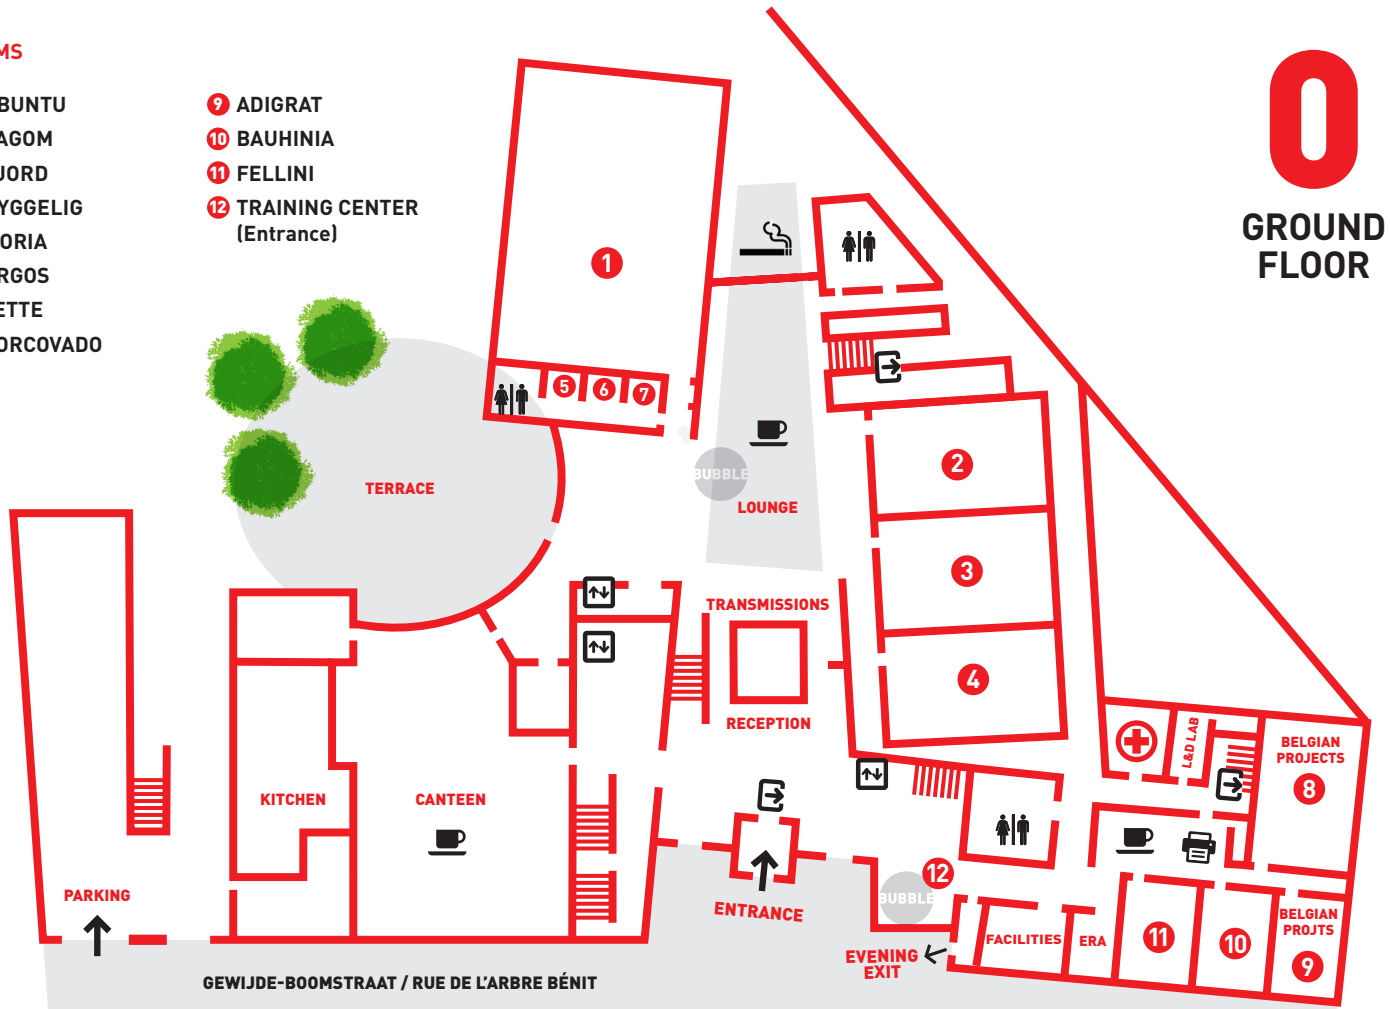 MS
BUNTU
AGOM
JORD
YGGELIG
ORIA
RGOS
ETTE
ORCOVADO
9 ADIGRAT
10 BAUHINIA
11 FELLINI
12 TRAINING CENTER
(Entrance)
0
GROUND
FLOOR
1
5
6
7
2
BUBBLE
TERRACE
LOUNGE
3
TRANSMISSIONS
4
RECEPTION
L&D LAB
BELGIAN
PROJECTS
8
KITCHEN
CANTEEN
12
BUBBLE
PARKING
ENTRANCE
11
10
BELGIAN
PROJTS
9
FACILITIES
ERA
EVENING
EXIT
GEWIJDE-BOOMSTRAAT / RUE DE L'ARBRE BÉNIT